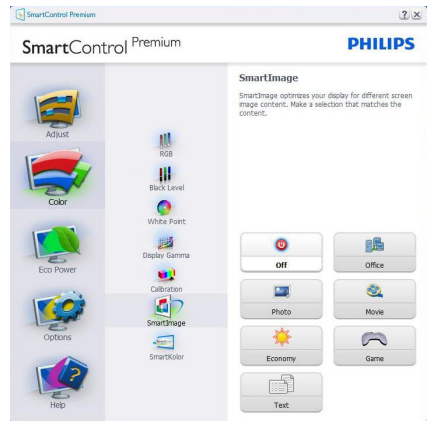 SmartControl Premium
SmartControl Premium
PHILIPS
Adjust
Color
Eco Power
Options
Help
RGB
Black Level
White Point
Display Gamma
Calibration
SmartImage
SmartKolor
SmartImage
SmartImage optimizes your display for different screen
image content. Make a selection that matches the
content.
Off
Office
Photo
Movie
Economy
Game
Text